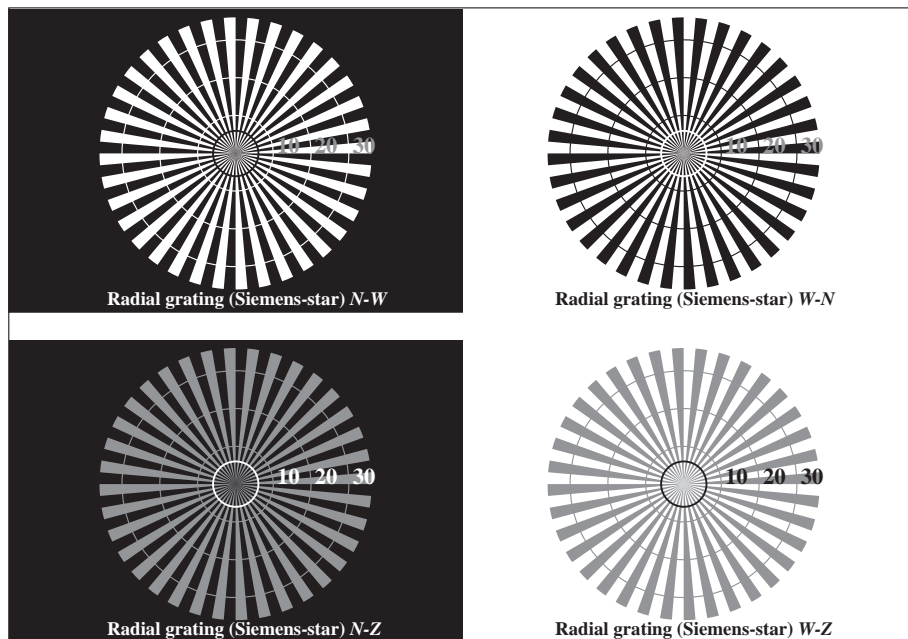 10 20 30
Radial grating (Siemens-star) N-W
10 20 30
Radial grating (Siemens-star) W-N
10 20 30
Radial grating (Siemens-star) N-Z
10 20 30
Radial grating (Siemens-star) W-Z